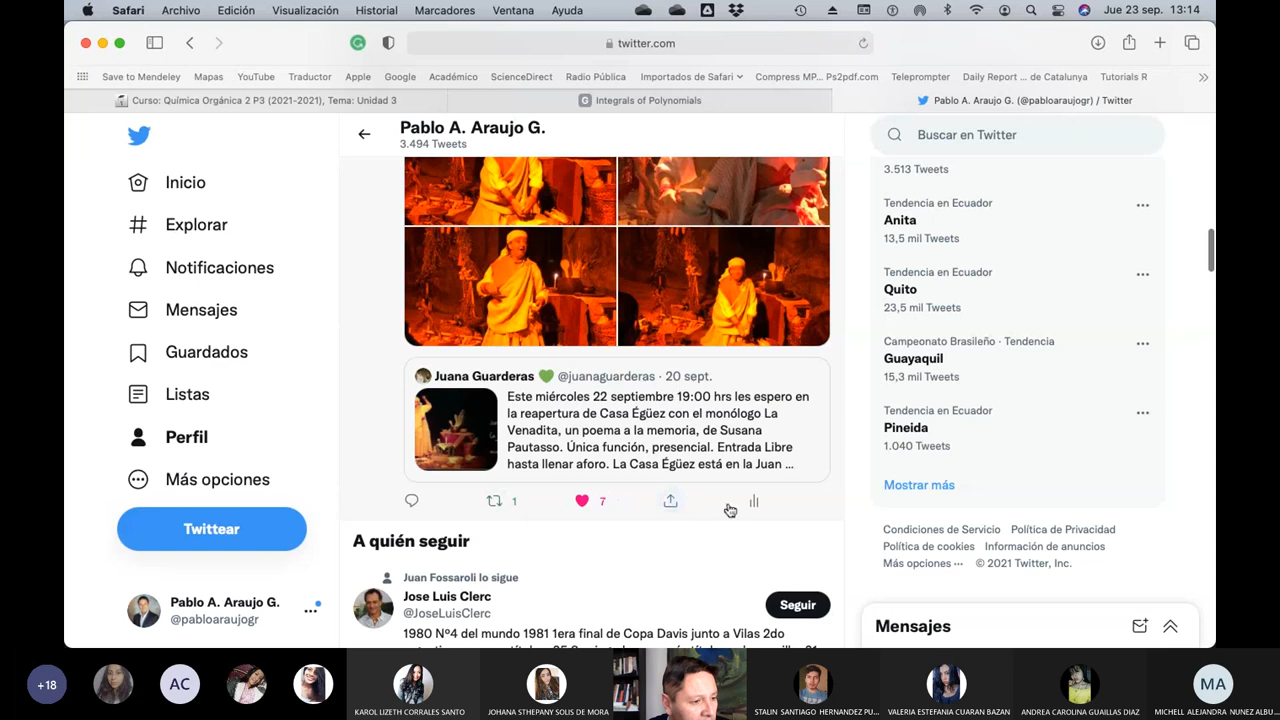 Safari Archivo Edición Visualización Historial Marcadores Ventana Ayuda Jue 23 sep. 13:14
twitter.com
Save to Mendeley Mapas YouTube Traductor Apple Google Académico ScienceDirect Radio Pública Importados de Safari Compress MP... Ps2pdf.com Teleprompter Daily Report ... de Catalunya Tutorials R
Curso: Química Orgánica 2 P3 (2021-2021), Tema: Unidad 3
Integrals of Polynomials
Pablo A. Araujo G. (@pabloaraujogr) / Twitter
Inicio
Explorar
Notificaciones
Mensajes
Guardados
Listas
Perfil
Más opciones
Twittear
Pablo A. Araujo G.
@pabloaraujogr
Pablo A. Araujo G.
3.494 Tweets
Juana Guarderas 💚 @juanaguarderas · 20 sept.
Este miércoles 22 septiembre 19:00 hrs les espero en
la reapertura de Casa Égüez con el monólogo La
Venadita, un poema a la memoria, de Susana
Pautasso. Única función, presencial. Entrada Libre
hasta llenar aforo. La Casa Égüez está en la Juan ...
1 7
A quién seguir
Juan Fossaroli lo sigue
Jose Luis Clerc
@JoseLuisClerc
Seguir
1980 Nº4 del mundo 1981 1era final de Copa Davis junto a Vilas 2do
Buscar en Twitter
3.513 Tweets
Tendencia en Ecuador
Anita
13,5 mil Tweets
Tendencia en Ecuador
Quito
23,5 mil Tweets
Campeonato Brasileño · Tendencia
Guayaquil
15,3 mil Tweets
Tendencia en Ecuador
Pineida
1.040 Tweets
Mostrar más
Condiciones de Servicio Política de Privacidad
Política de cookies Información de anuncios
Más opciones ··· © 2021 Twitter, Inc.
Mensajes
+18
AC
KAROL LIZETH CORRALES SANTO
JOHANA STHEPANY SOLIS DE MORA
STALIN SANTIAGO HERNANDEZ PU...
VALERIA ESTEFANIA CUARAN BAZAN
ANDREA CAROLINA GUAILLAS DIAZ
MA
MICHELL ALEJANDRA NUNEZ ALBU...